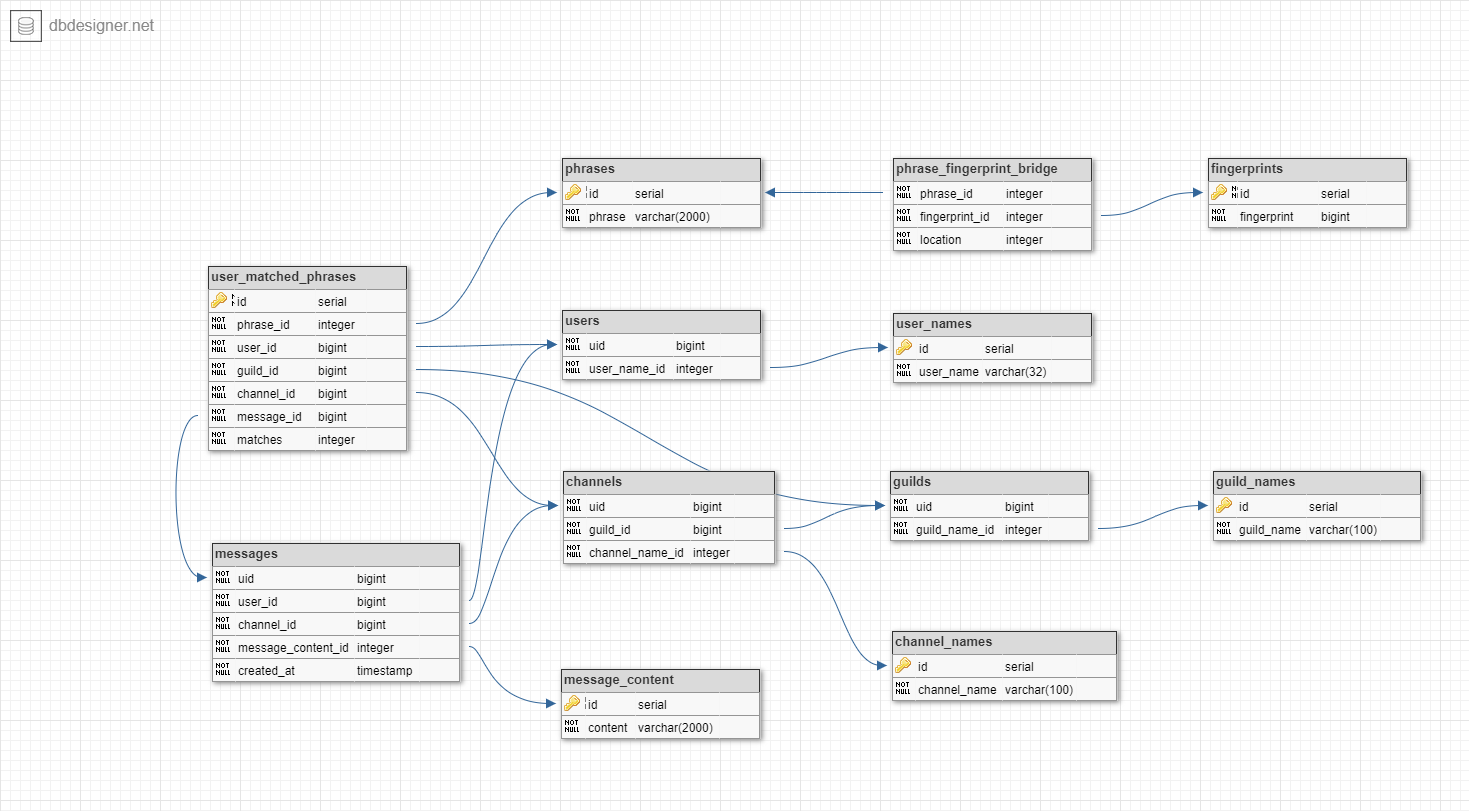 dbdesigner.net
phrases
id serial
NOT NULL phrase varchar(2000)
phrase_fingerprint_bridge
NOT NULL phrase_id integer
NOT NULL fingerprint_id integer
NOT NULL location integer
fingerprints
id serial
NOT NULL fingerprint bigint
user_matched_phrases
id serial
NOT NULL phrase_id integer
NOT NULL user_id bigint
NOT NULL guild_id bigint
NOT NULL channel_id bigint
NOT NULL message_id bigint
NOT NULL matches integer
users
NOT NULL uid bigint
NOT NULL user_name_id integer
user_names
id serial
NOT NULL user_name varchar(32)
channels
NOT NULL uid bigint
NOT NULL guild_id bigint
NOT NULL channel_name_id integer
guilds
NOT NULL uid bigint
NOT NULL guild_name_id integer
guild_names
id serial
NOT NULL guild_name varchar(100)
messages
NOT NULL uid bigint
NOT NULL user_id bigint
NOT NULL channel_id bigint
NOT NULL message_content_id integer
NOT NULL created_at timestamp
channel_names
id serial
NOT NULL channel_name varchar(100)
message_content
id serial
NOT NULL content varchar(2000)